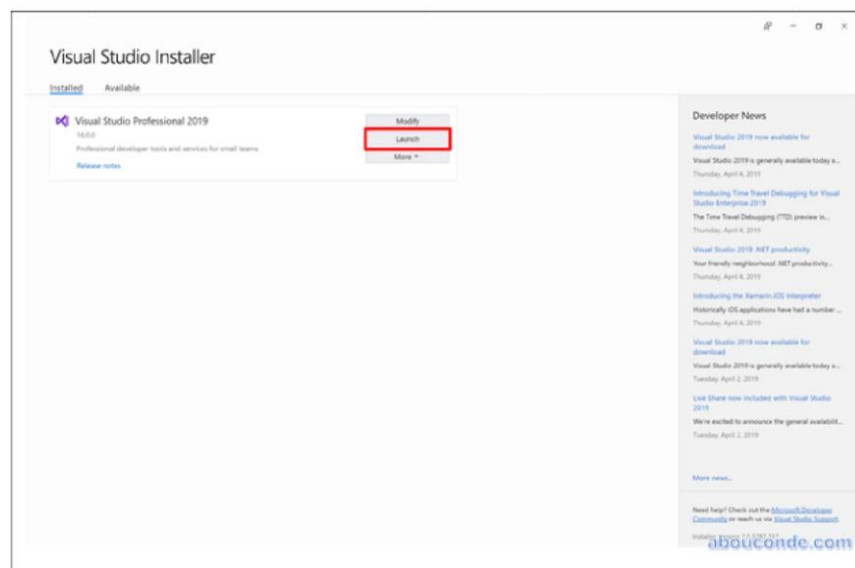 Visual Studio Installer
Installed Available
Visual Studio Professional 2019
16.0.0
Professional developer tools and services for small teams
Release notes
Modify
Launch
More
Developer News
Visual Studio 2019 now available for
download
Visual Studio 2019 is generally available today a...
Thursday, April 4, 2019
Introducing Time Travel Debugging for Visual
Studio Enterprise 2019
The Time Travel Debugging (TTD) preview in...
Thursday, April 4, 2019
Visual Studio 2019 .NET productivity
Your friendly neighborhood .NET productivity...
Thursday, April 4, 2019
Introducing the Xamarin.iOS Interpreter
Historically iOS applications have had a number ...
Thursday, April 4, 2019
Visual Studio 2019 now available for
download
Visual Studio 2019 is generally available today a...
Tuesday, April 2, 2019
Live Share now included with Visual Studio
2019
We're excited to announce the general availabilit...
Tuesday, April 2, 2019
More news...
Need help? Check out the Microsoft Developer
Community or reach us via Visual Studio Support.
Installer
abouconde.com